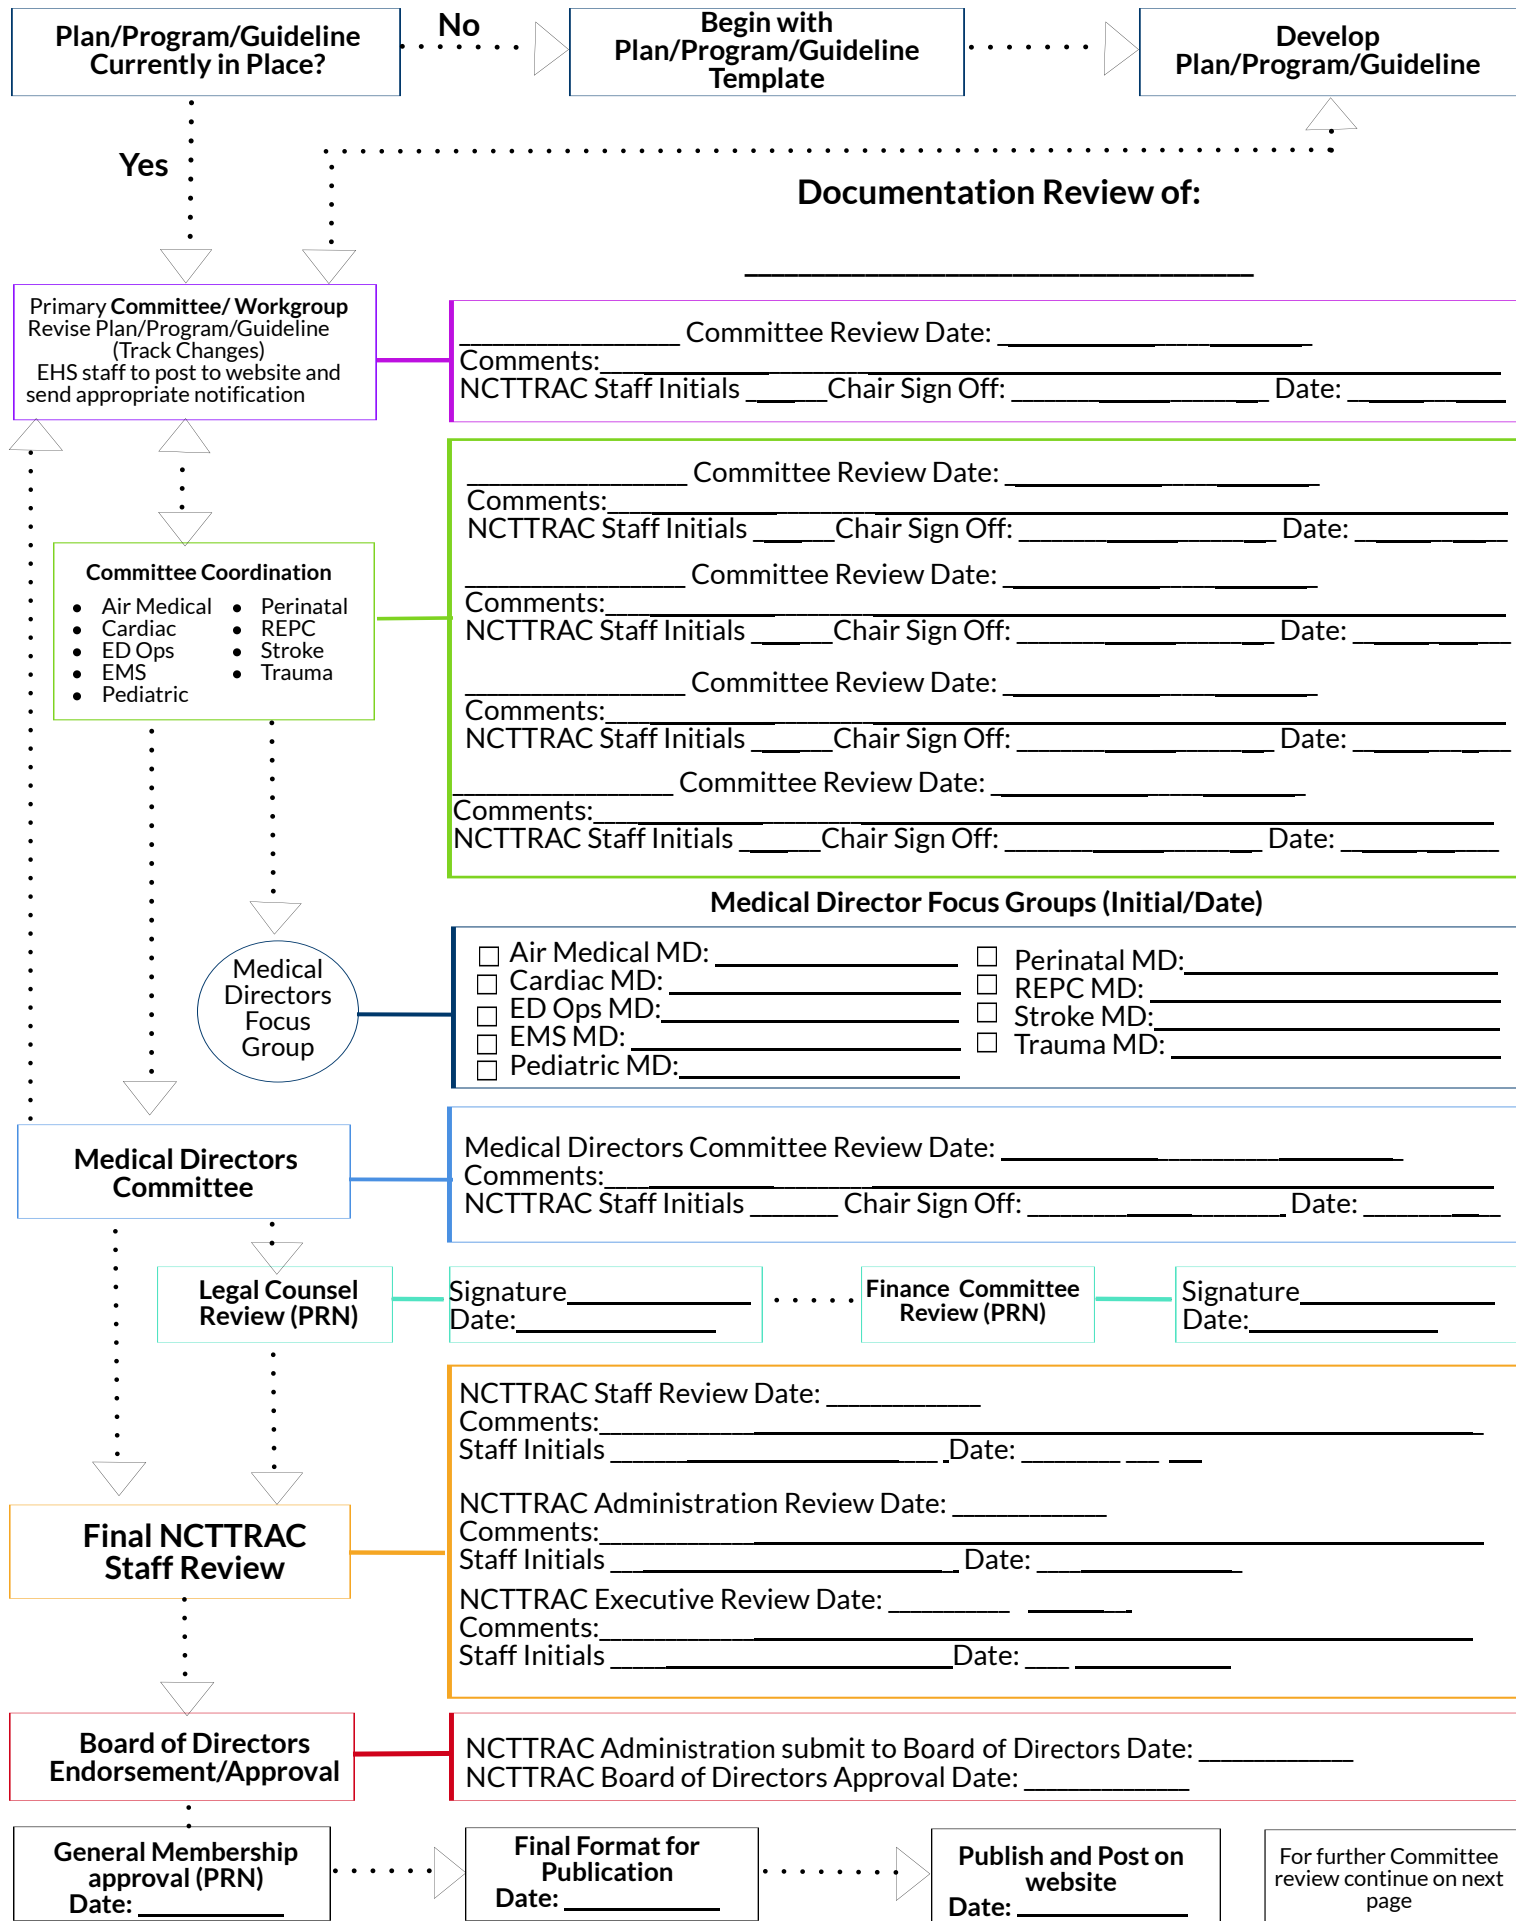 Plan/Program/Guideline
Currently in Place?
No
Begin with
Plan/Program/Guideline
Template
Develop
Plan/Program/Guideline
Yes
Documentation Review of:
Primary Committee/ Workgroup
Revise Plan/Program/Guideline
(Track Changes)
EHS staff to post to website and
send appropriate notification
Committee Review Date:
Comments:
NCTTRAC Staff Initials Chair Sign Off: Date:
Committee Coordination
Air Medical
Cardiac
ED Ops
EMS
Pediatric
Perinatal
REPC
Stroke
Trauma
Committee Review Date:
Comments:
NCTTRAC Staff Initials Chair Sign Off: Date:
Committee Review Date:
Comments:
NCTTRAC Staff Initials Chair Sign Off: Date:
Committee Review Date:
Comments:
NCTTRAC Staff Initials Chair Sign Off: Date:
Committee Review Date:
Comments:
NCTTRAC Staff Initials Chair Sign Off: Date:
Medical Director Focus Groups (Initial/Date)
Medical
Directors
Focus
Group
Air Medical MD:
Cardiac MD:
ED Ops MD:
EMS MD:
Pediatric MD:
Perinatal MD:
REPC MD:
Stroke MD:
Trauma MD:
Medical Directors
Committee
Medical Directors Committee Review Date:
Comments:
NCTTRAC Staff Initials Chair Sign Off: Date:
Legal Counsel
Review (PRN)
Signature
Date:
Finance Committee
Review (PRN)
Signature
Date:
Final NCTTRAC
Staff Review
NCTTRAC Staff Review Date:
Comments:
Staff Initials Date:
NCTTRAC Administration Review Date:
Comments:
Staff Initials Date:
NCTTRAC Executive Review Date:
Comments:
Staff Initials Date:
Board of Directors
Endorsement/Approval
NCTTRAC Administration submit to Board of Directors Date:
NCTTRAC Board of Directors Approval Date:
General Membership
approval (PRN)
Date:
Final Format for
Publication
Date:
Publish and Post on
website
Date:
For further Committee
review continue on next
page